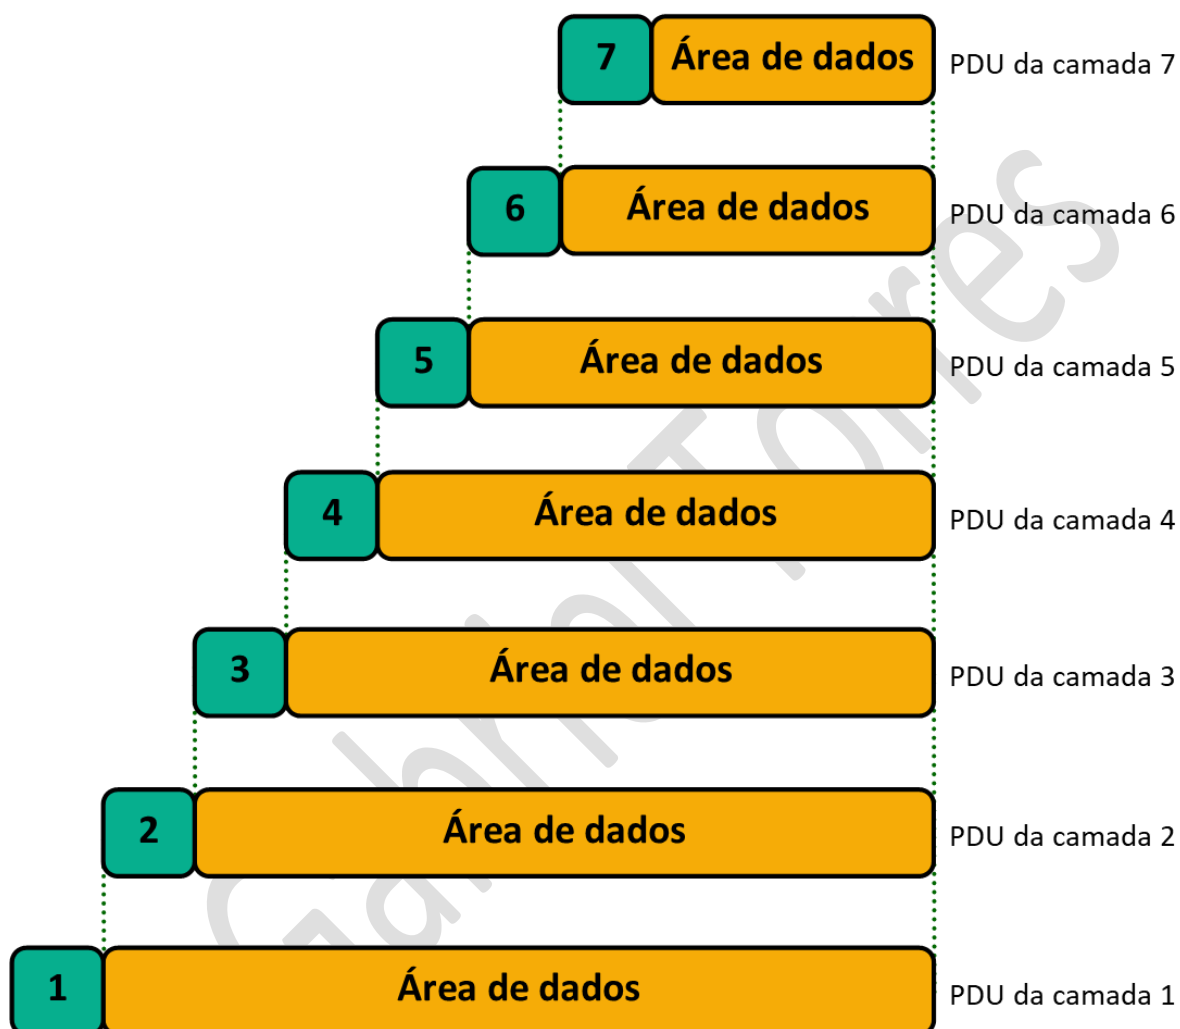 7 Área de dados PDU da camada 7
6 Área de dados PDU da camada 6
5 Área de dados PDU da camada 5
4 Área de dados PDU da camada 4
3 Área de dados PDU da camada 3
2 Área de dados PDU da camada 2
1 Área de dados PDU da camada 1
Gabriel Torres